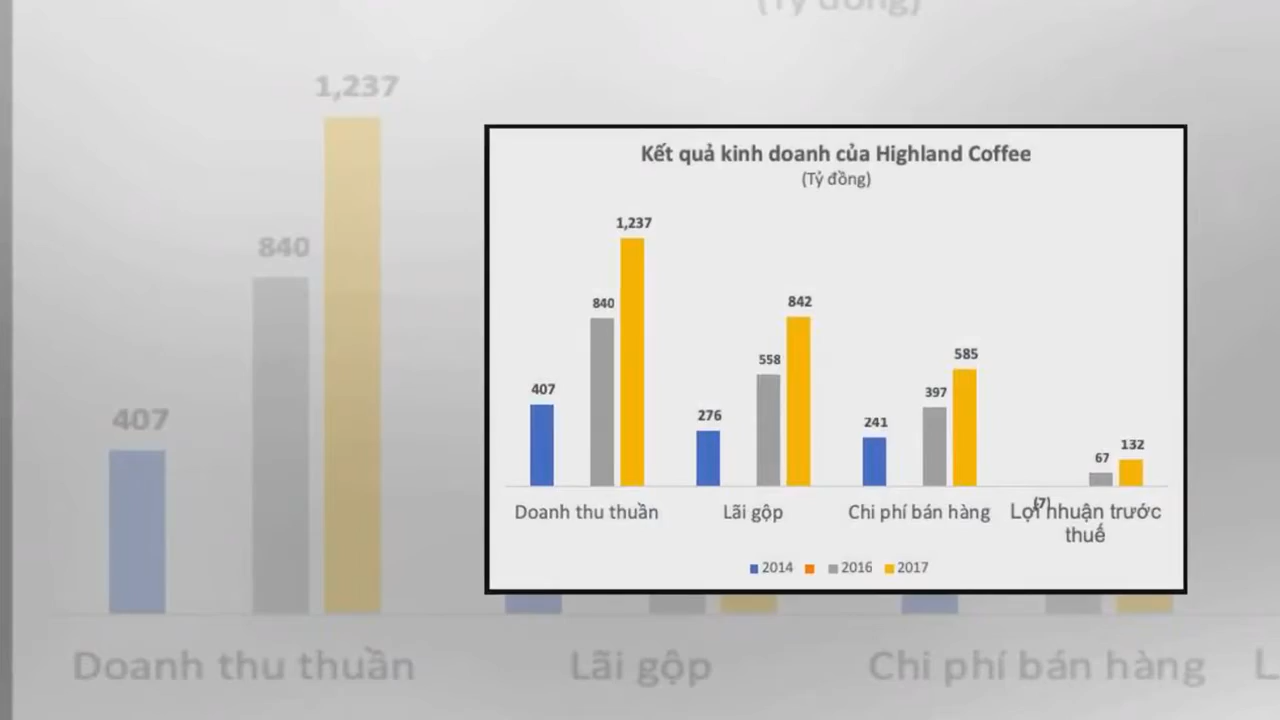 (Tỷ đồng)
1,237
840
407
Doanh thu thuần
Lãi gộp
Chi phí bán hàng
L
Kết quả kinh doanh của Highland Coffee
(Tỷ đồng)
1,237
840
407
842
558
276
585
397
241
132
67
(7)
Doanh thu thuần
Lãi gộp
Chi phí bán hàng
Lợi nhuận trước
thuế
2014
2016
2017